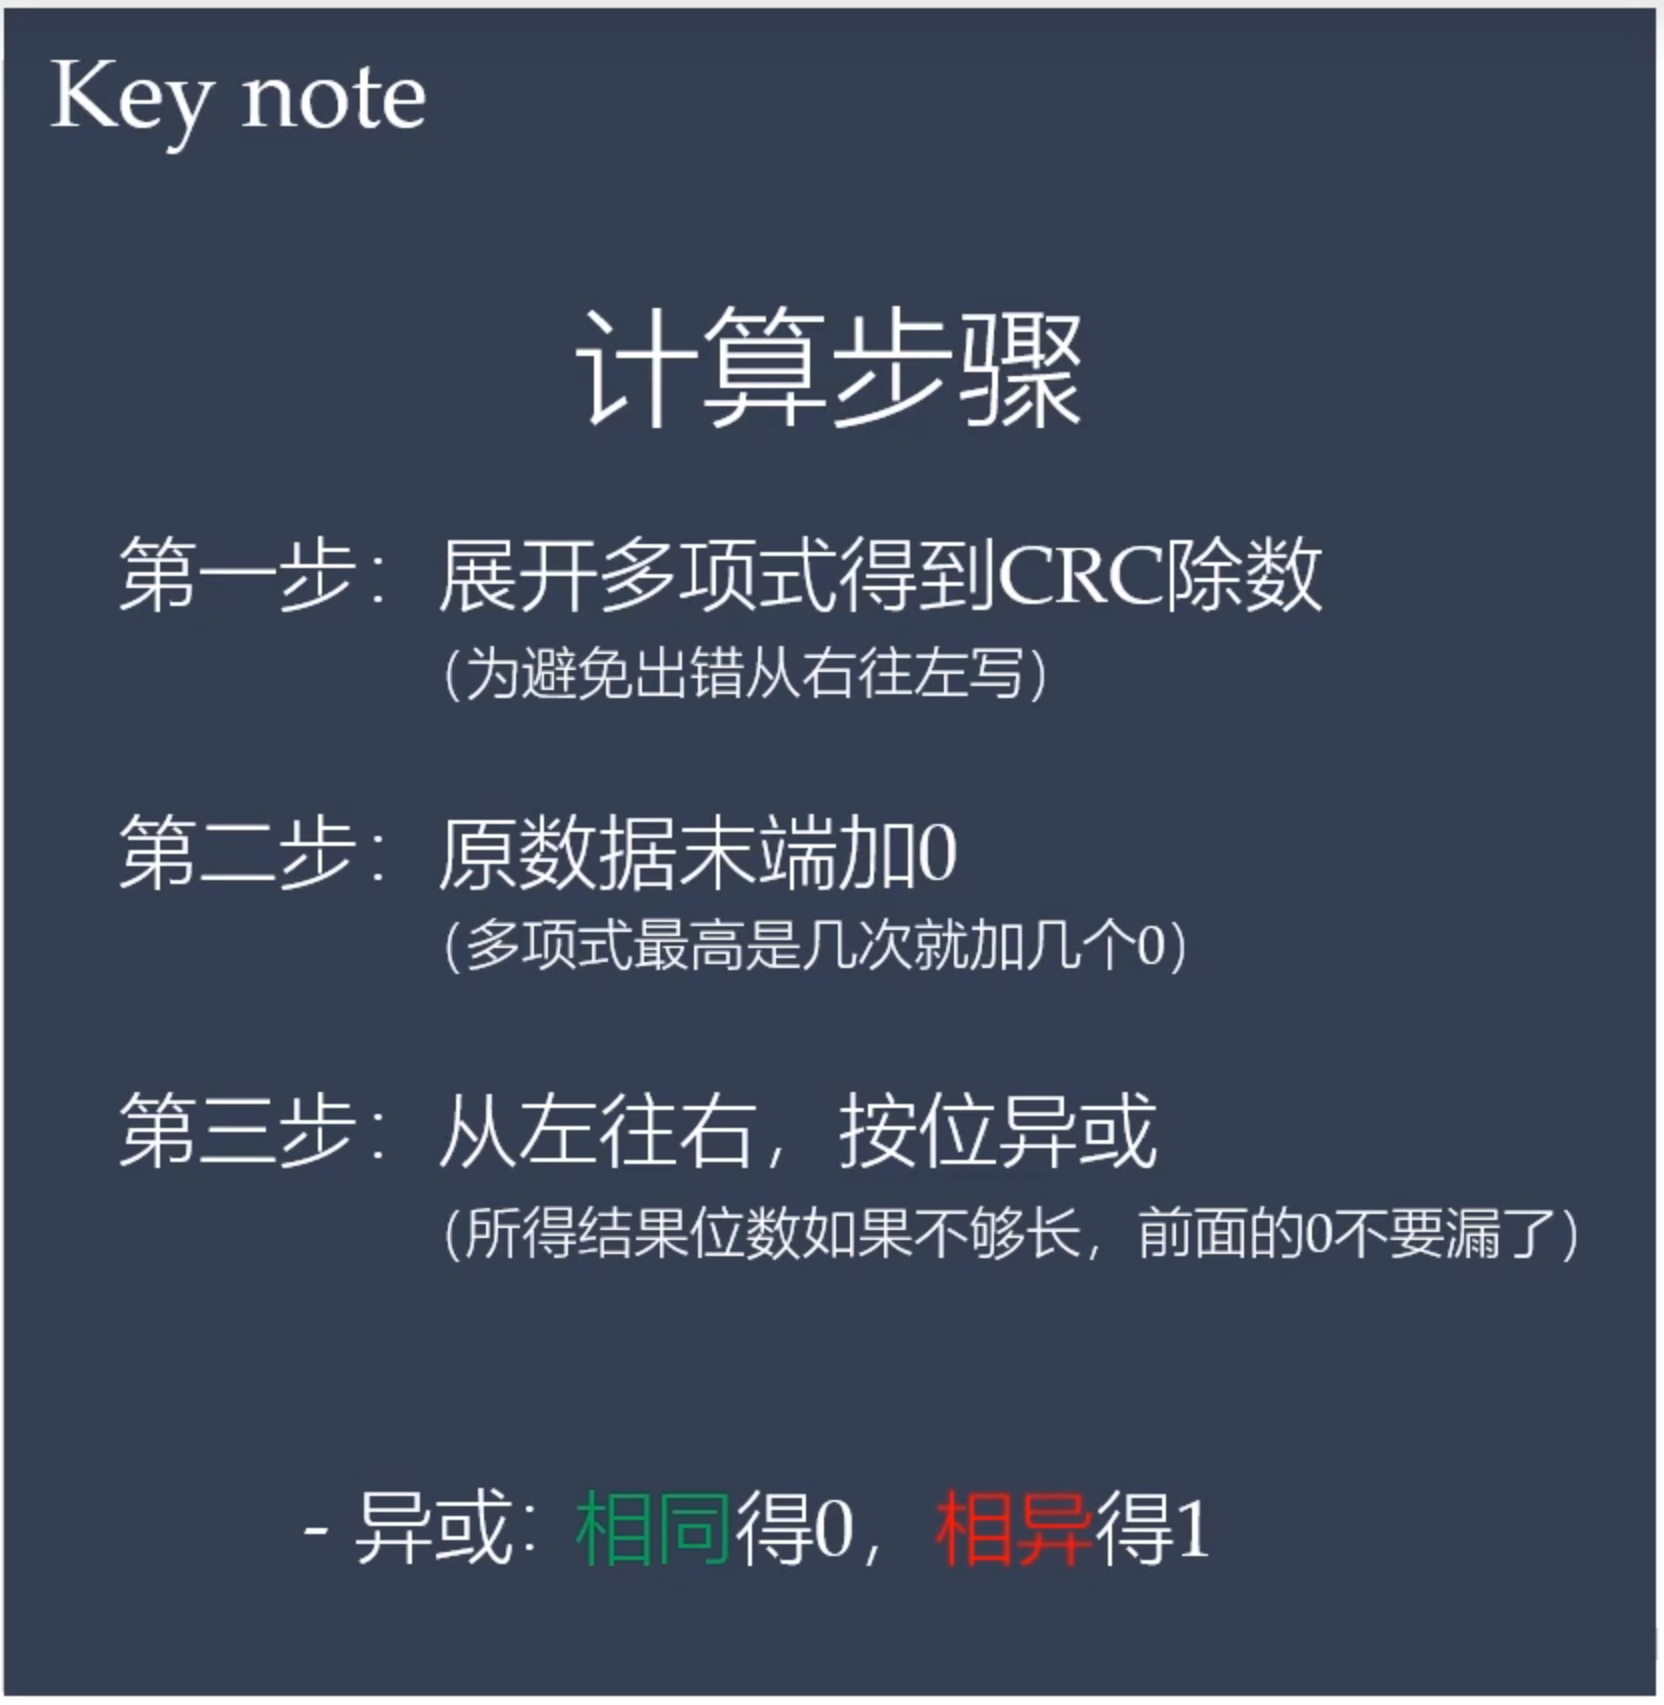 Key note
计算步骤
第一步：展开多项式得到CRC除数
（为避免出错从右往左写）
第二步：原数据末端加0
（多项式最高是几次就加几个0）
第三步：从左往右，按位异或
（所得结果位数如果不够长，前面的0不要漏了）
- 异或：相同得0，相异得1